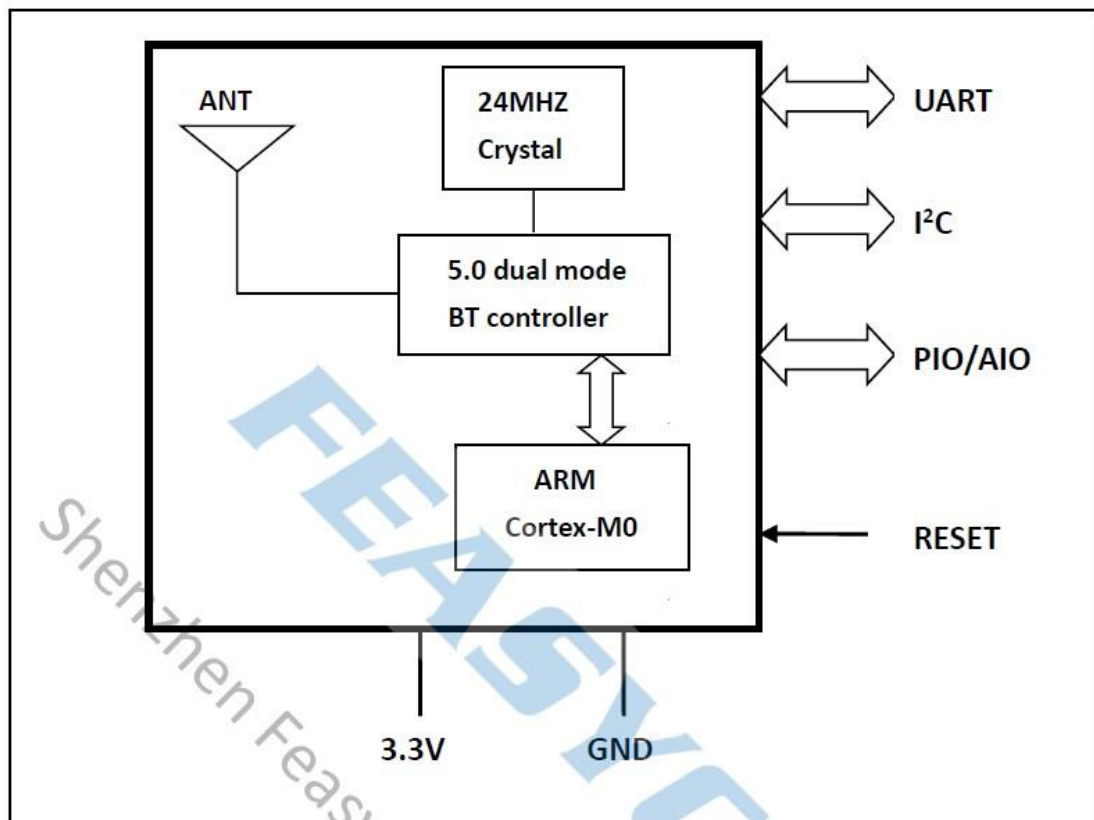 ANT
24MHZ
Crystal
5.0 dual mode
BT controller
ARM
Cortex-M0
UART
I²C
PIO/AIO
RESET
3.3V
GND
Shenzhen Feasy
FEASYC